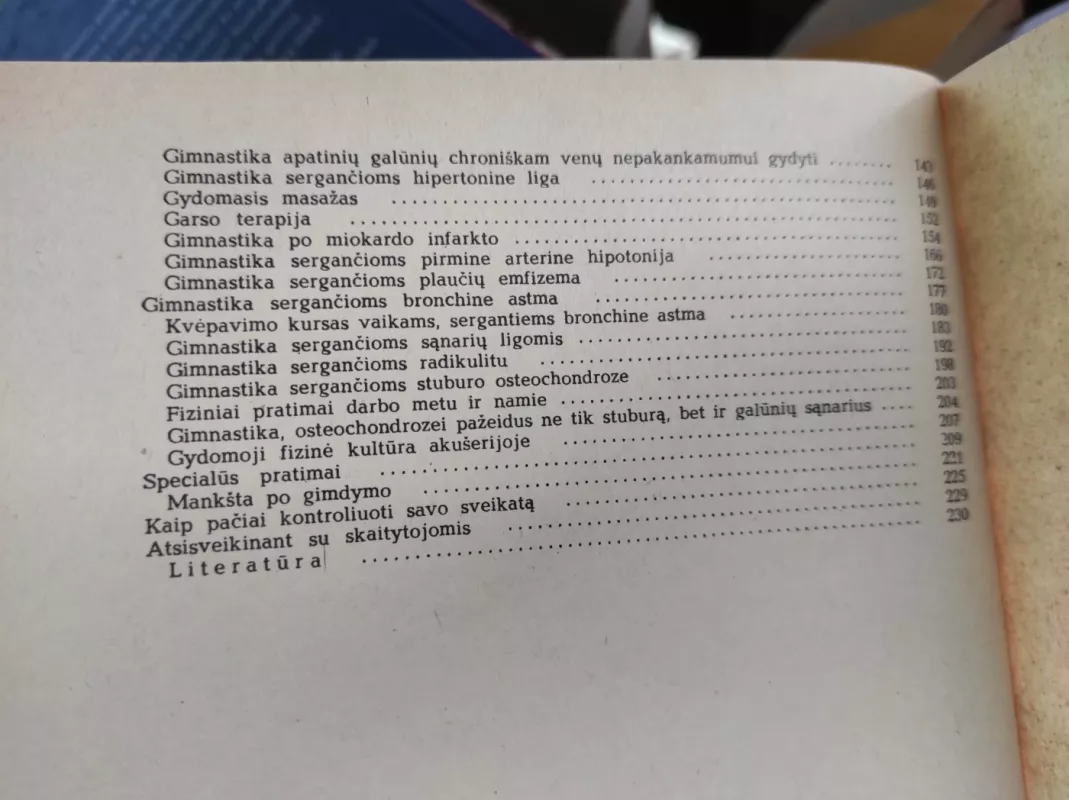 Gimnastika apatinių galūnių chroniškam venų nepakankamumui gydyti ........ 143
Gimnastika sergančioms hipertonine liga ........ 146
Gydomasis masažas ........ 149
Garso terapija ........ 152
Gimnastika po miokardo infarkto ........ 154
Gimnastika sergančioms pirmine arterine hipotonija ........ 166
Gimnastika sergančioms plaučių emfizema ........ 172
Gimnastika sergančioms bronchine astma ........ 177
Kvėpavimo kursas vaikams, sergantiems bronchine astma ........ 180
Gimnastika sergančioms sąnarių ligomis ........ 183
Gimnastika sergančioms radikulitu ........ 192
Gimnastika sergančioms stuburo osteochondroze ........ 198
Fiziniai pratimai darbo metu ir namie ........ 203
Gimnastika, osteochondrozei pažeidus ne tik stuburą, bet ir galūnių sąnarius .... 204
Gydomoji fizinė kultūra akušerijoje ........ 207
Specialūs pratimai ........ 209
Mankšta po gimdymo ........ 221
Kaip pačiai kontroliuoti savo sveikatą ........ 225
Atsisveikinant su skaitytojomis ........ 229
Literatūra ........ 230